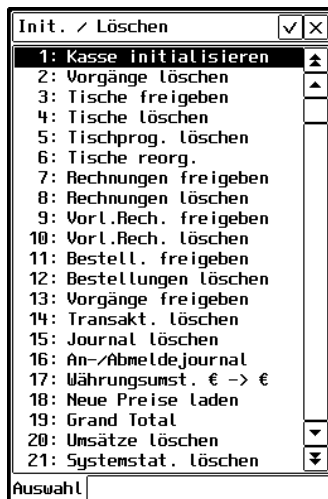 Init. / Löschen
1: Kasse initialisieren
2: Vorgänge löschen
3: Tische freigeben
4: Tische löschen
5: Tischprog. löschen
6: Tische reorg.
7: Rechnungen freigeben
8: Rechnungen löschen
9: Vorl.Rech. freigeben
10: Vorl.Rech. löschen
11: Bestell. freigeben
12: Bestellungen löschen
13: Vorgänge freigeben
14: Transakt. löschen
15: Journal löschen
16: An-/Abmeldejournal
17: Währungsumst. € -> €
18: Neue Preise laden
19: Grand Total
20: Umsätze löschen
21: Systemstat. löschen
Auswahl